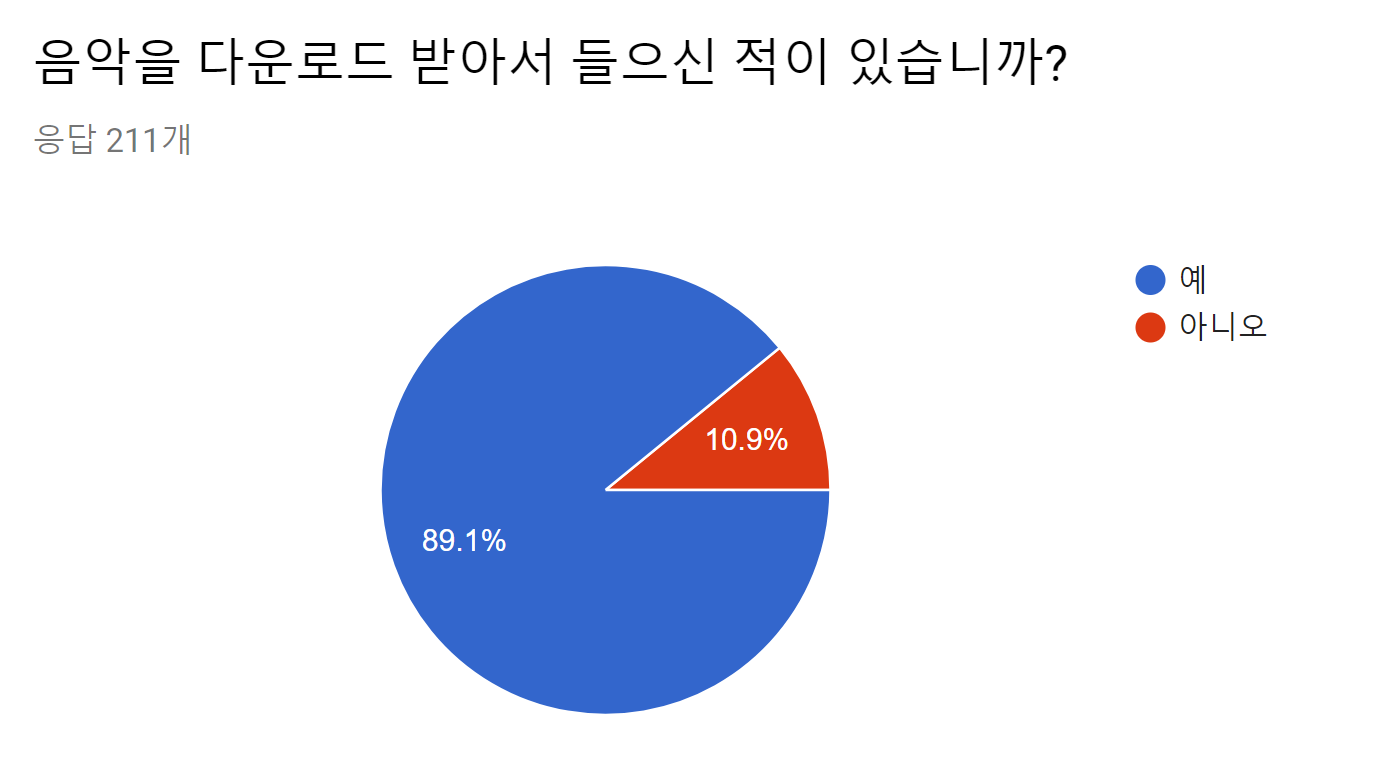 음악을 다운로드 받아서 들으신 적이 있습니까?
응답 211개
예
아니오
10.9%
89.1%